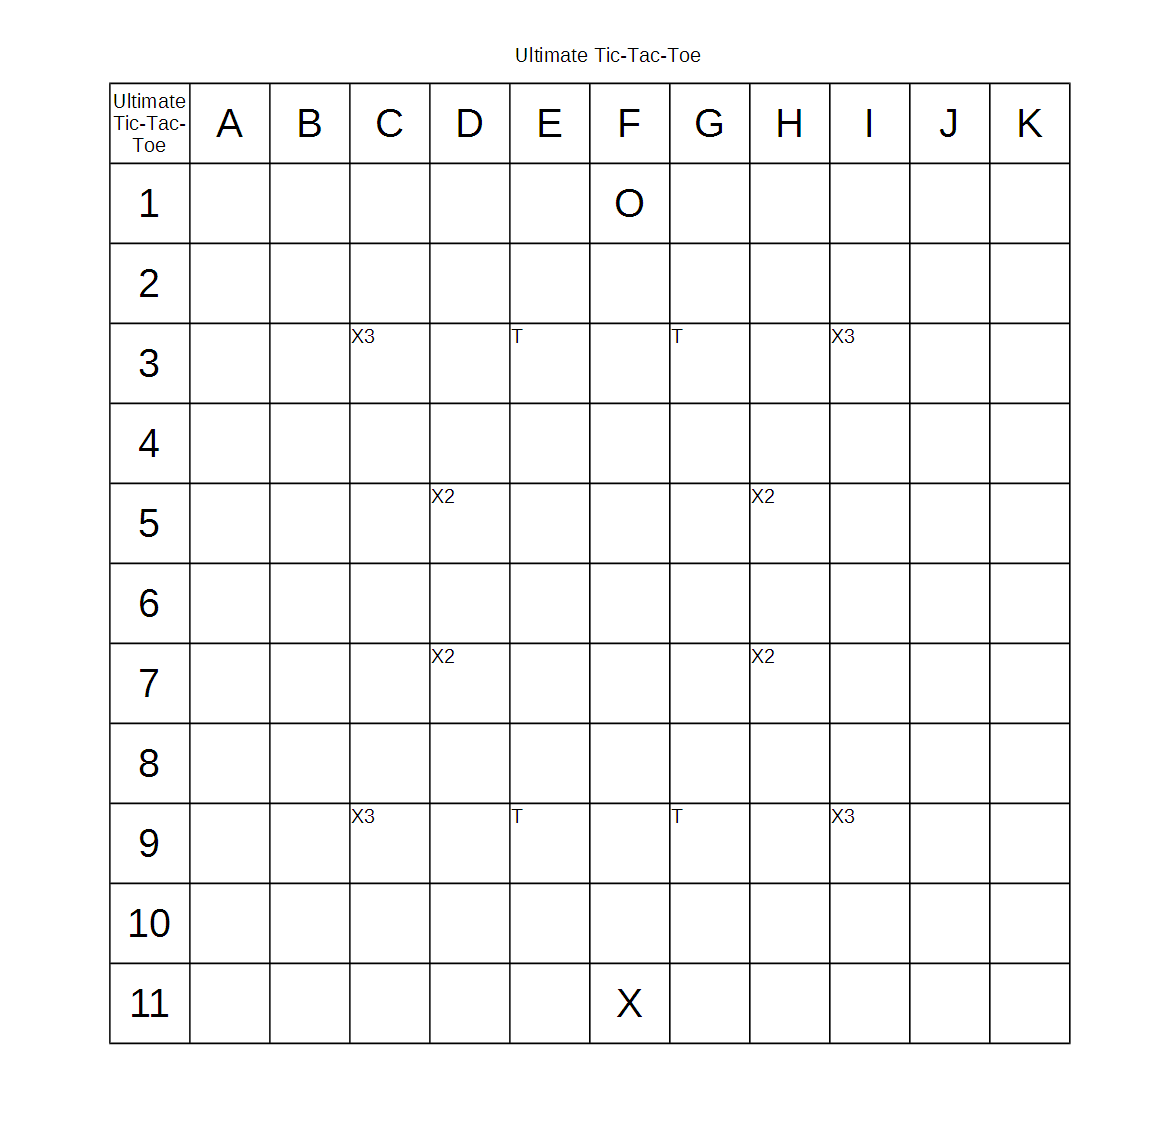 Ultimate Tic-Tac-Toe
Ultimate
Tic-Tac-
Toe
A B C D E F G H I J K
1 O
2
3 X3 T T X3
4
5 X2 X2
6
7 X2 X2
8
9 X3 T T X3
10
11 X